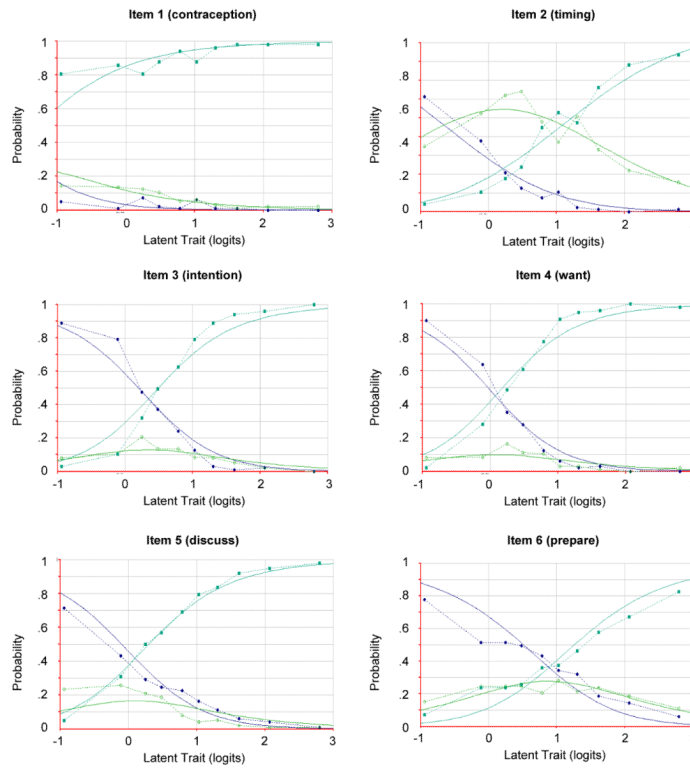 Item 1 (contraception)
1
.8
.6
.4
.2
0
Probability
-1 0 1 2 3
Latent Trait (logits)
Item 2 (timing)
1
.8
.6
.4
.2
0
Probability
-1 0 1 2
Latent Trait (logits)
Item 3 (intention)
1
.8
.6
.4
.2
0
Probability
-1 0 1 2 3
Latent Trait (logits)
Item 4 (want)
1
.8
.6
.4
.2
0
Probability
-1 0 1 2
Latent Trait (logits)
Item 5 (discuss)
1
.8
.6
.4
.2
0
Probability
-1 0 1 2 3
Latent Trait (logits)
Item 6 (prepare)
1
.8
.6
.4
.2
0
Probability
-1 0 1 2
Latent Trait (logits)